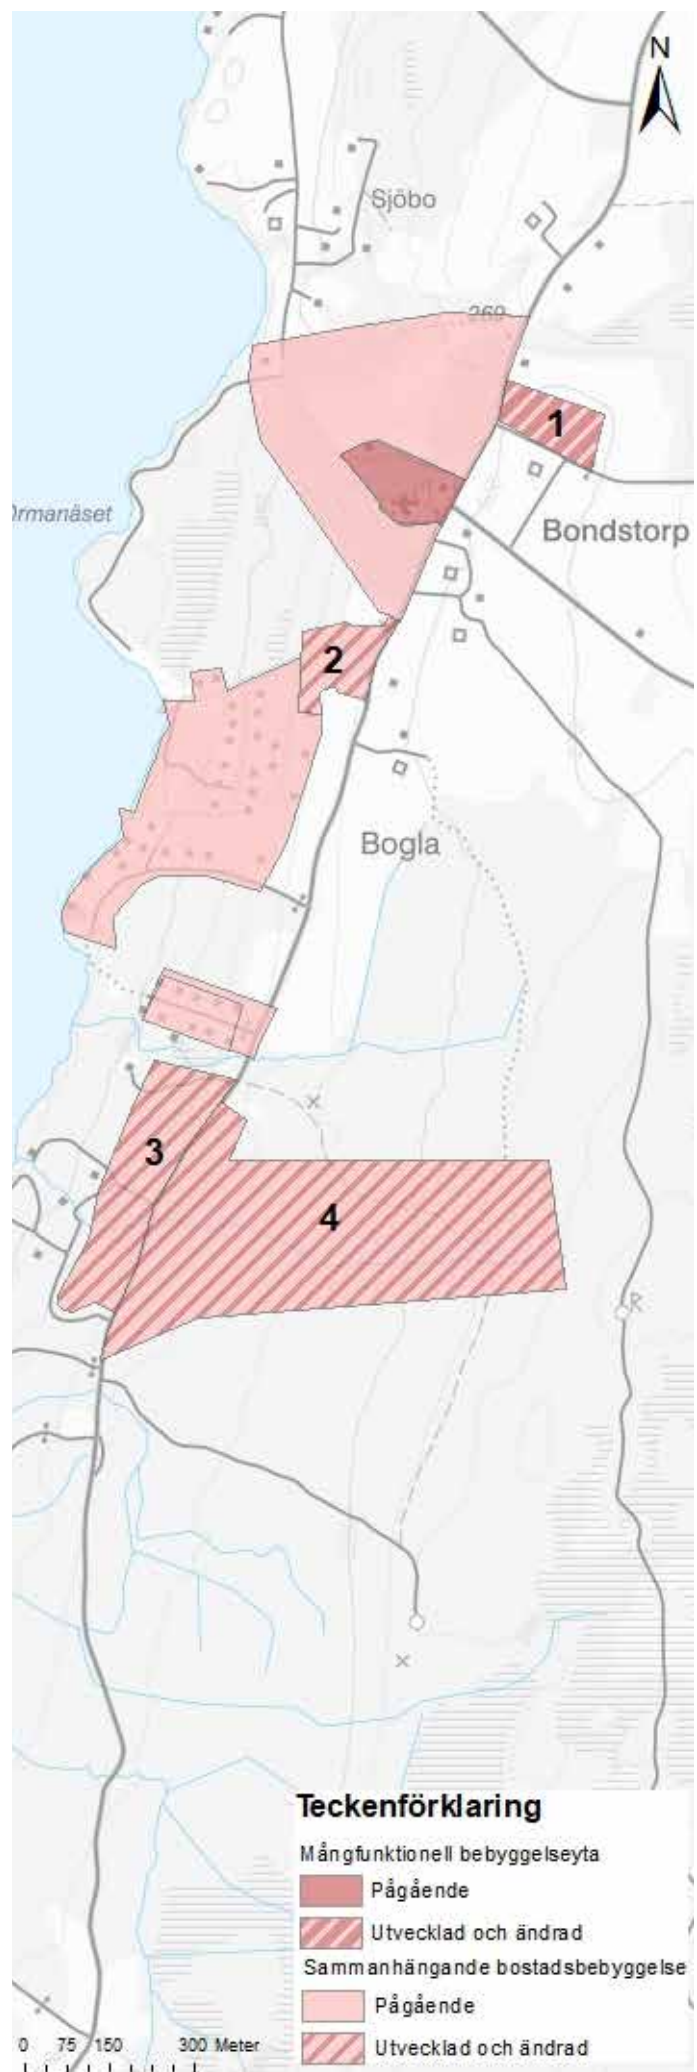 N
Sjöbo
269
1
Ormanäset
Bondstorp
2
Bogla
3
4
R
Teckenförklaring
Mångfunktionell bebyggelseyta
Pågående
Utvecklad och ändrad
Sammanhängande bostadsbebyggelse
Pågående
Utvecklad och ändrad
0 75 150 300 Meter